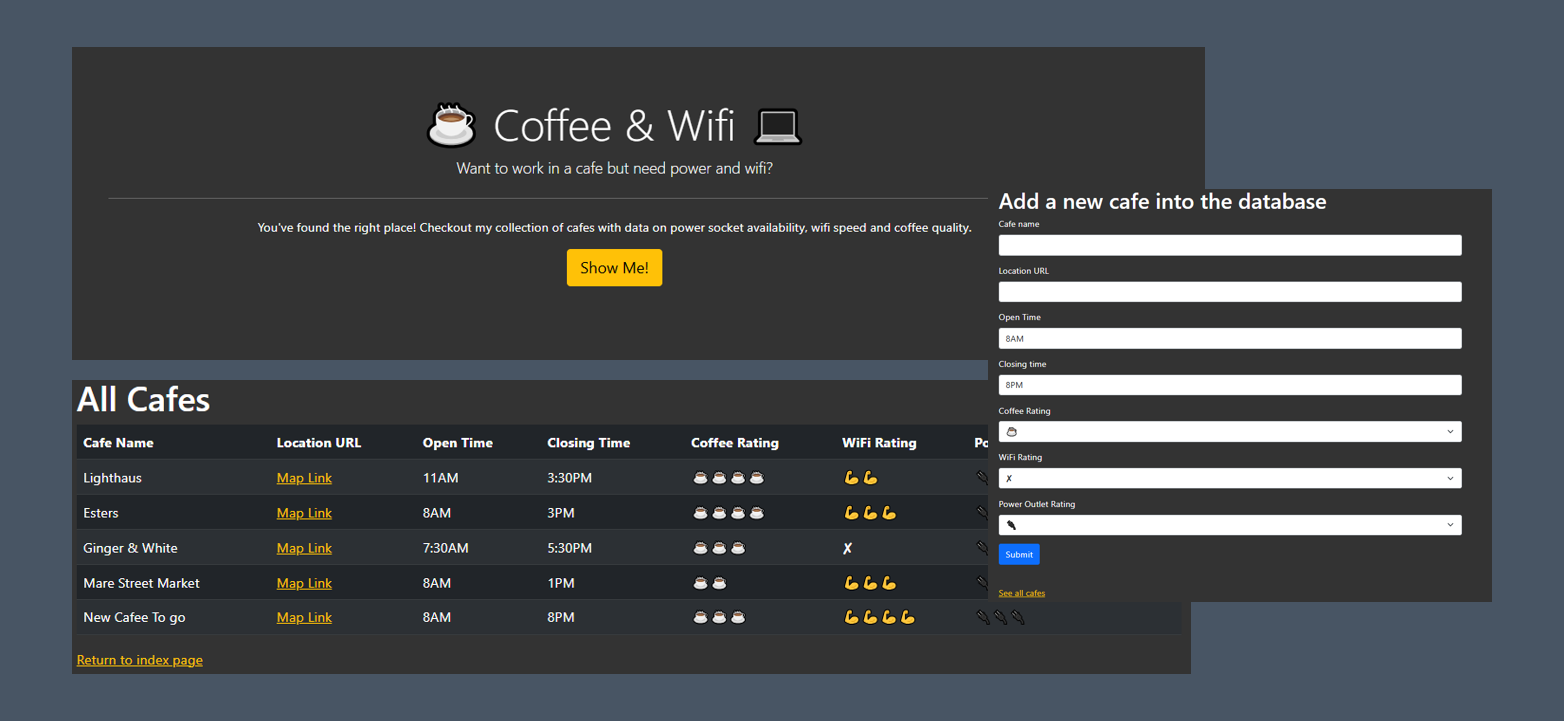 ☕ Coffee & Wifi 💻
Want to work in a cafe but need power and wifi?
You've found the right place! Checkout my collection of cafes with data on power socket availability, wifi speed and coffee quality.
Show Me!
All Cafes
Cafe Name Location URL Open Time Closing Time Coffee Rating WiFi Rating Po
Lighthaus Map Link 11AM 3:30PM ☕☕☕☕ 💪💪 🔌
Esters Map Link 8AM 3PM ☕☕☕☕ 💪💪💪 🔌
Ginger & White Map Link 7:30AM 5:30PM ☕☕☕ ✘ 🔌
Mare Street Market Map Link 8AM 1PM ☕☕ 💪💪💪 🔌
New Cafee To go Map Link 8AM 8PM ☕☕☕ 💪💪💪💪 🔌🔌🔌
Return to index page
Add a new cafe into the database
Cafe name
Location URL
Open Time
8AM
Closing time
8PM
Coffee Rating
☕
WiFi Rating
✘
Power Outlet Rating
🔌
Submit
See all cafes